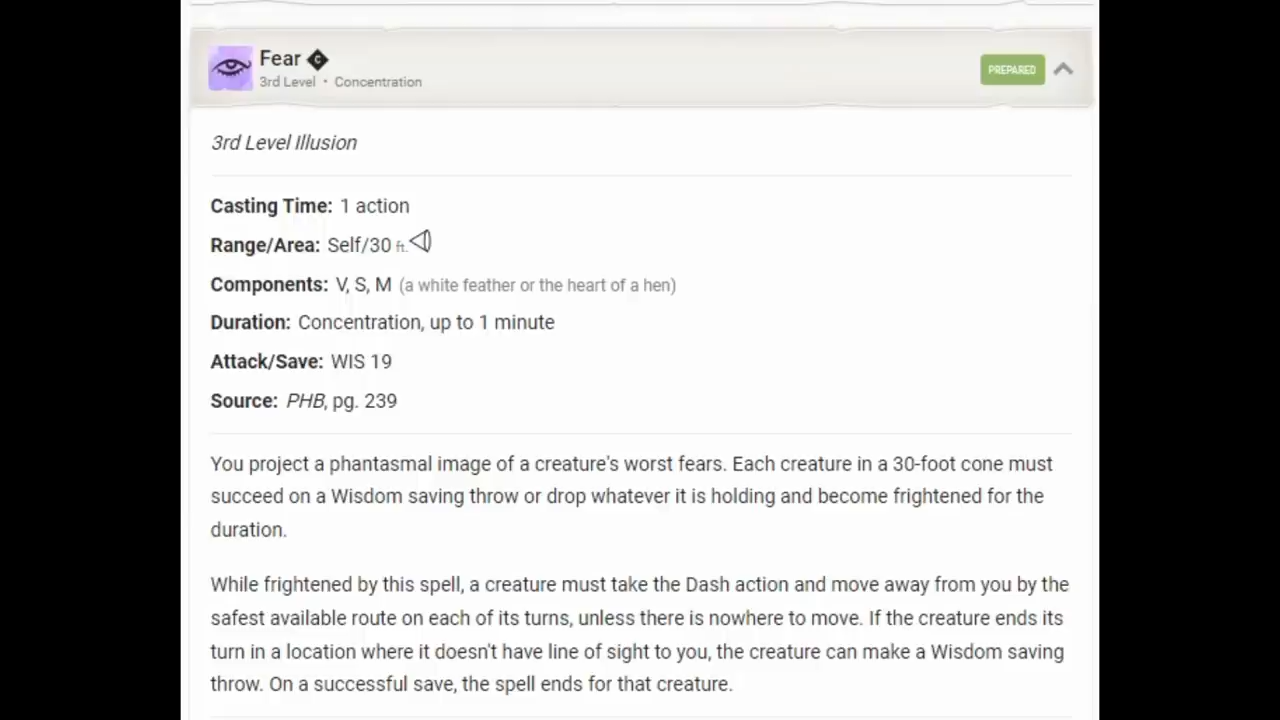 Fear C
3rd Level • Concentration
PREPARED
3rd Level Illusion
Casting Time: 1 action
Range/Area: Self/30 ft.
Components: V, S, M (a white feather or the heart of a hen)
Duration: Concentration, up to 1 minute
Attack/Save: WIS 19
Source: PHB, pg. 239
You project a phantasmal image of a creature's worst fears. Each creature in a 30-foot cone must
succeed on a Wisdom saving throw or drop whatever it is holding and become frightened for the
duration.
While frightened by this spell, a creature must take the Dash action and move away from you by the
safest available route on each of its turns, unless there is nowhere to move. If the creature ends its
turn in a location where it doesn't have line of sight to you, the creature can make a Wisdom saving
throw. On a successful save, the spell ends for that creature.